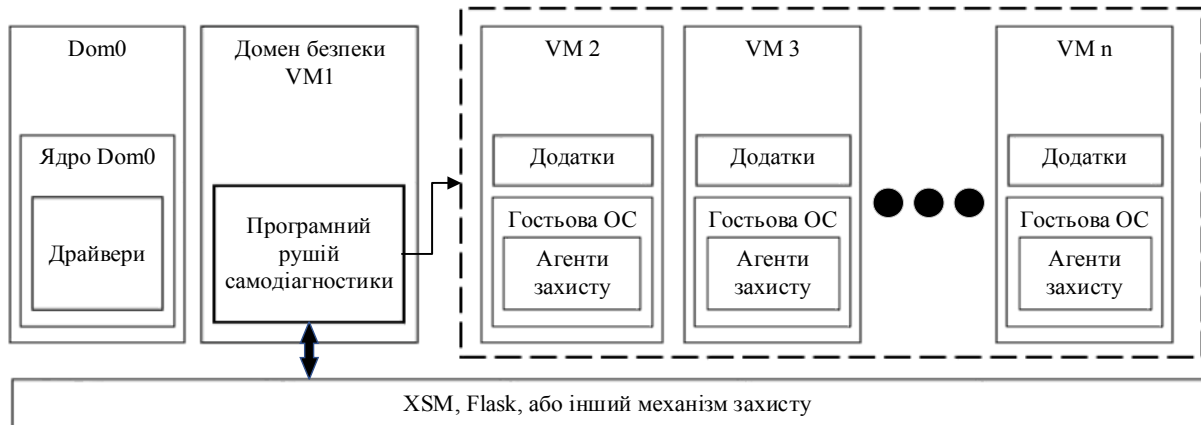 Dom0
Ядро Dom0
Драйвери
Домен безпеки
VM1
Програмний
рушій
самодіагностики
VM 2
Додатки
Гостьова ОС
Агенти
захисту
VM 3
Додатки
Гостьова ОС
Агенти
захисту
VM n
Додатки
Гостьова ОС
Агенти
захисту
XSM, Flask, або інший механізм захисту